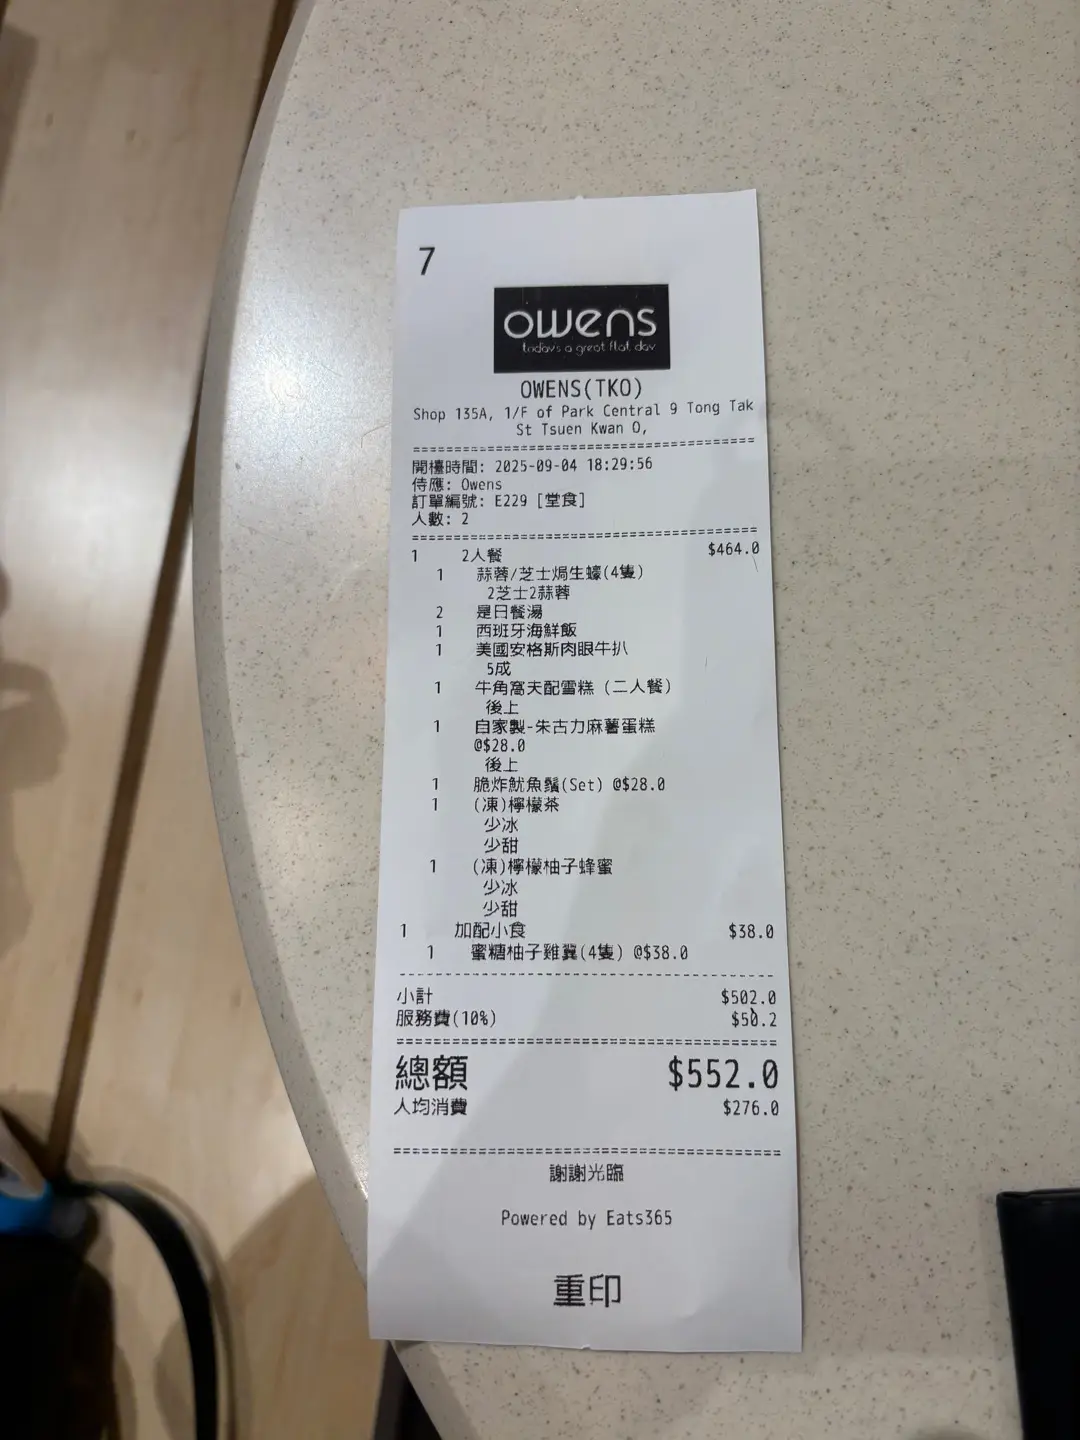 7
owens
today's a great flat day
OWENS(TKO)
Shop 135A, 1/F of Park Central 9 Tong Tak
St Tsuen Kwan O,
開檯時間: 2025-09-04 18:29:56
侍應: Owens
訂單編號: E229 [堂食]
人數: 2
1 2人餐 $464.0
1 蒜蓉/芝士焗生蠔(4隻)
2芝士2蒜蓉
2 是日餐湯
1 西班牙海鮮飯
1 美國安格斯肉眼牛扒
5成
1 牛角窩夫配雪糕 (二人餐)
後上
1 自家製-朱古力麻薯蛋糕
@$28.0
後上
1 脆炸魷魚鬚(Set) @$28.0
1 (凍)檸檬茶
少冰
少甜
1 (凍)檸檬柚子蜂蜜
少冰
少甜
1 加配小食 $38.0
1 蜜糖柚子雞翼(4隻) @$38.0
小計 $502.0
服務費(10%) $50.2
總額 $552.0
人均消費 $276.0
謝謝光臨
Powered by Eats365
重印